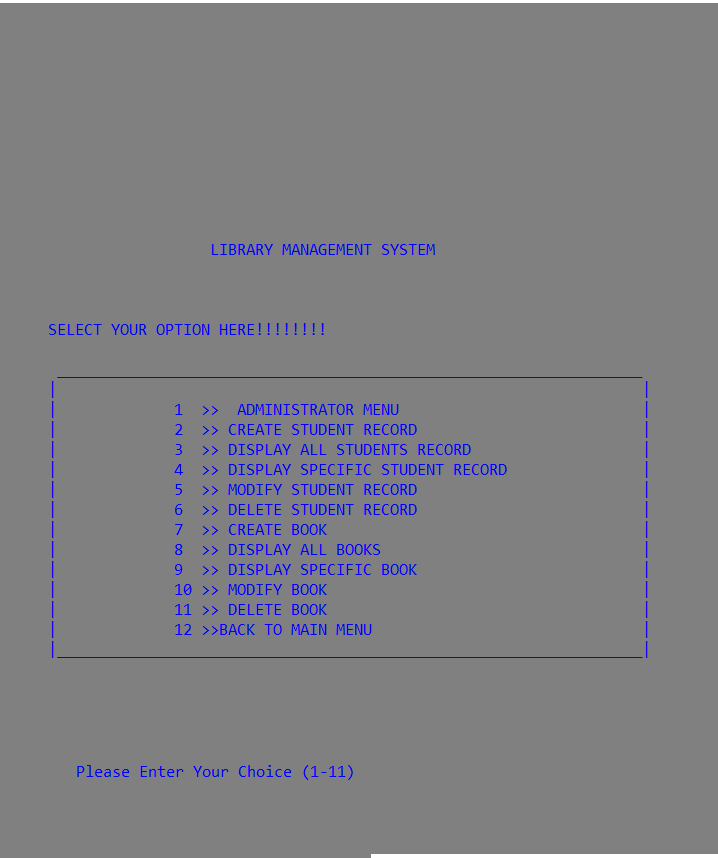 LIBRARY MANAGEMENT SYSTEM
SELECT YOUR OPTION HERE!!!!!!!!
1 >> ADMINISTRATOR MENU
2 >> CREATE STUDENT RECORD
3 >> DISPLAY ALL STUDENTS RECORD
4 >> DISPLAY SPECIFIC STUDENT RECORD
5 >> MODIFY STUDENT RECORD
6 >> DELETE STUDENT RECORD
7 >> CREATE BOOK
8 >> DISPLAY ALL BOOKS
9 >> DISPLAY SPECIFIC BOOK
10 >> MODIFY BOOK
11 >> DELETE BOOK
12 >>BACK TO MAIN MENU
Please Enter Your Choice (1-11)